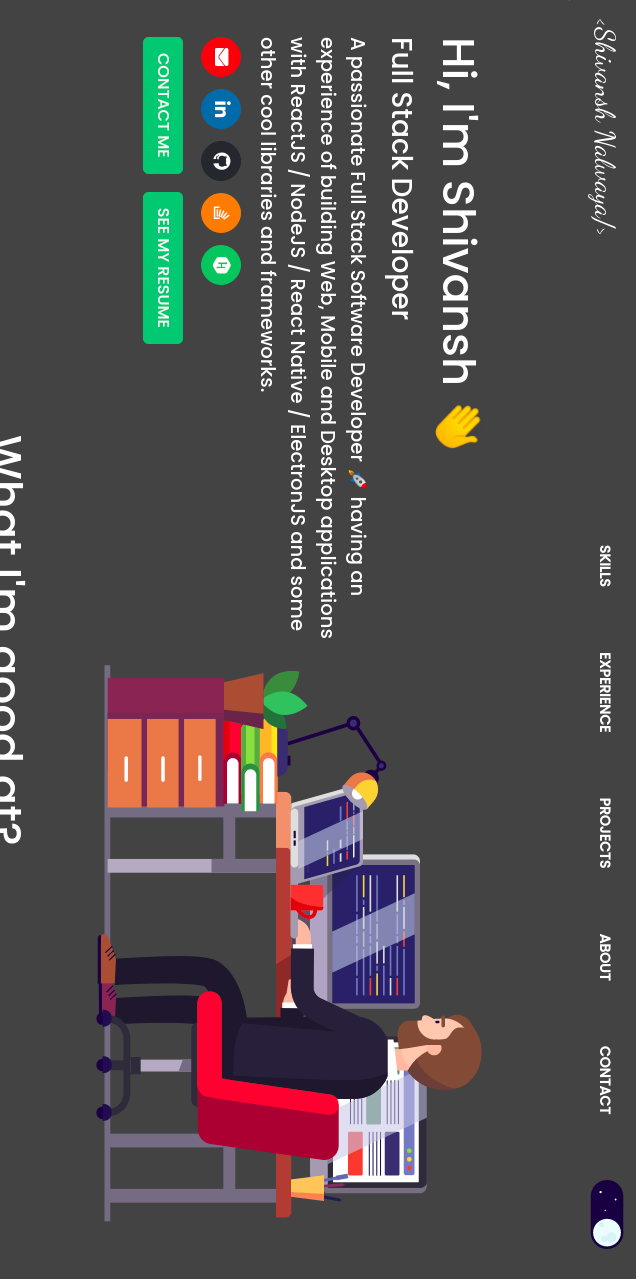 <Shivansh Nalwaya/>
SKILLS
EXPERIENCE
PROJECTS
ABOUT
CONTACT
Hi, I'm Shivansh 👋
Full Stack Developer
A passionate Full Stack Software Developer 🚀 having an
experience of building Web, Mobile and Desktop applications
with ReactJS / NodeJS / React Native / ElectronJS and some
other cool libraries and frameworks.
in
H
CONTACT ME
SEE MY RESUME
What I'm good at?